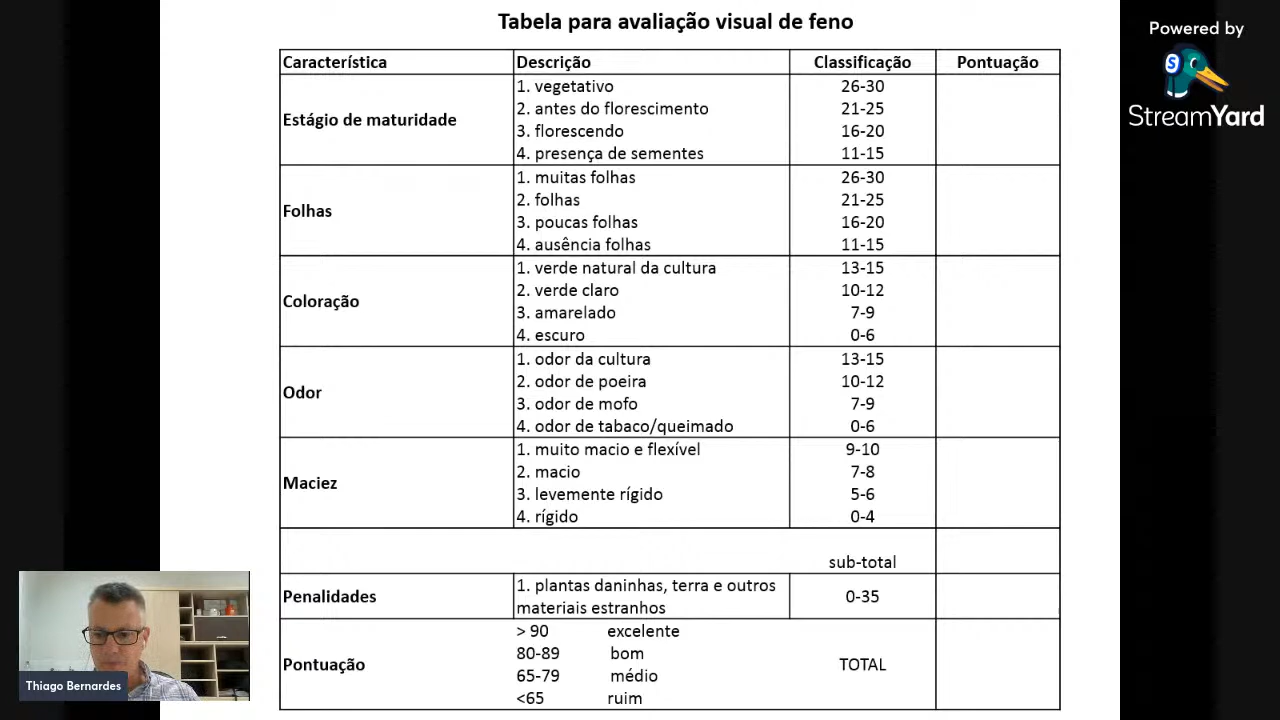 Tabela para avaliação visual de feno
Powered by
S
StreamYard
Característica Descrição Classificação Pontuação
Estágio de maturidade
1. vegetativo 26-30
2. antes do florescimento 21-25
3. florescendo 16-20
4. presença de sementes 11-15
Folhas
1. muitas folhas 26-30
2. folhas 21-25
3. poucas folhas 16-20
4. ausência folhas 11-15
Coloração
1. verde natural da cultura 13-15
2. verde claro 10-12
3. amarelado 7-9
4. escuro 0-6
Odor
1. odor da cultura 13-15
2. odor de poeira 10-12
3. odor de mofo 7-9
4. odor de tabaco/queimado 0-6
Maciez
1. muito macio e flexível 9-10
2. macio 7-8
3. levemente rígido 5-6
4. rígido 0-4
sub-total
Penalidades
1. plantas daninhas, terra e outros
materiais estranhos
0-35
Pontuação
> 90 excelente
80-89 bom
65-79 médio
<65 ruim
TOTAL
Thiago Bernardes